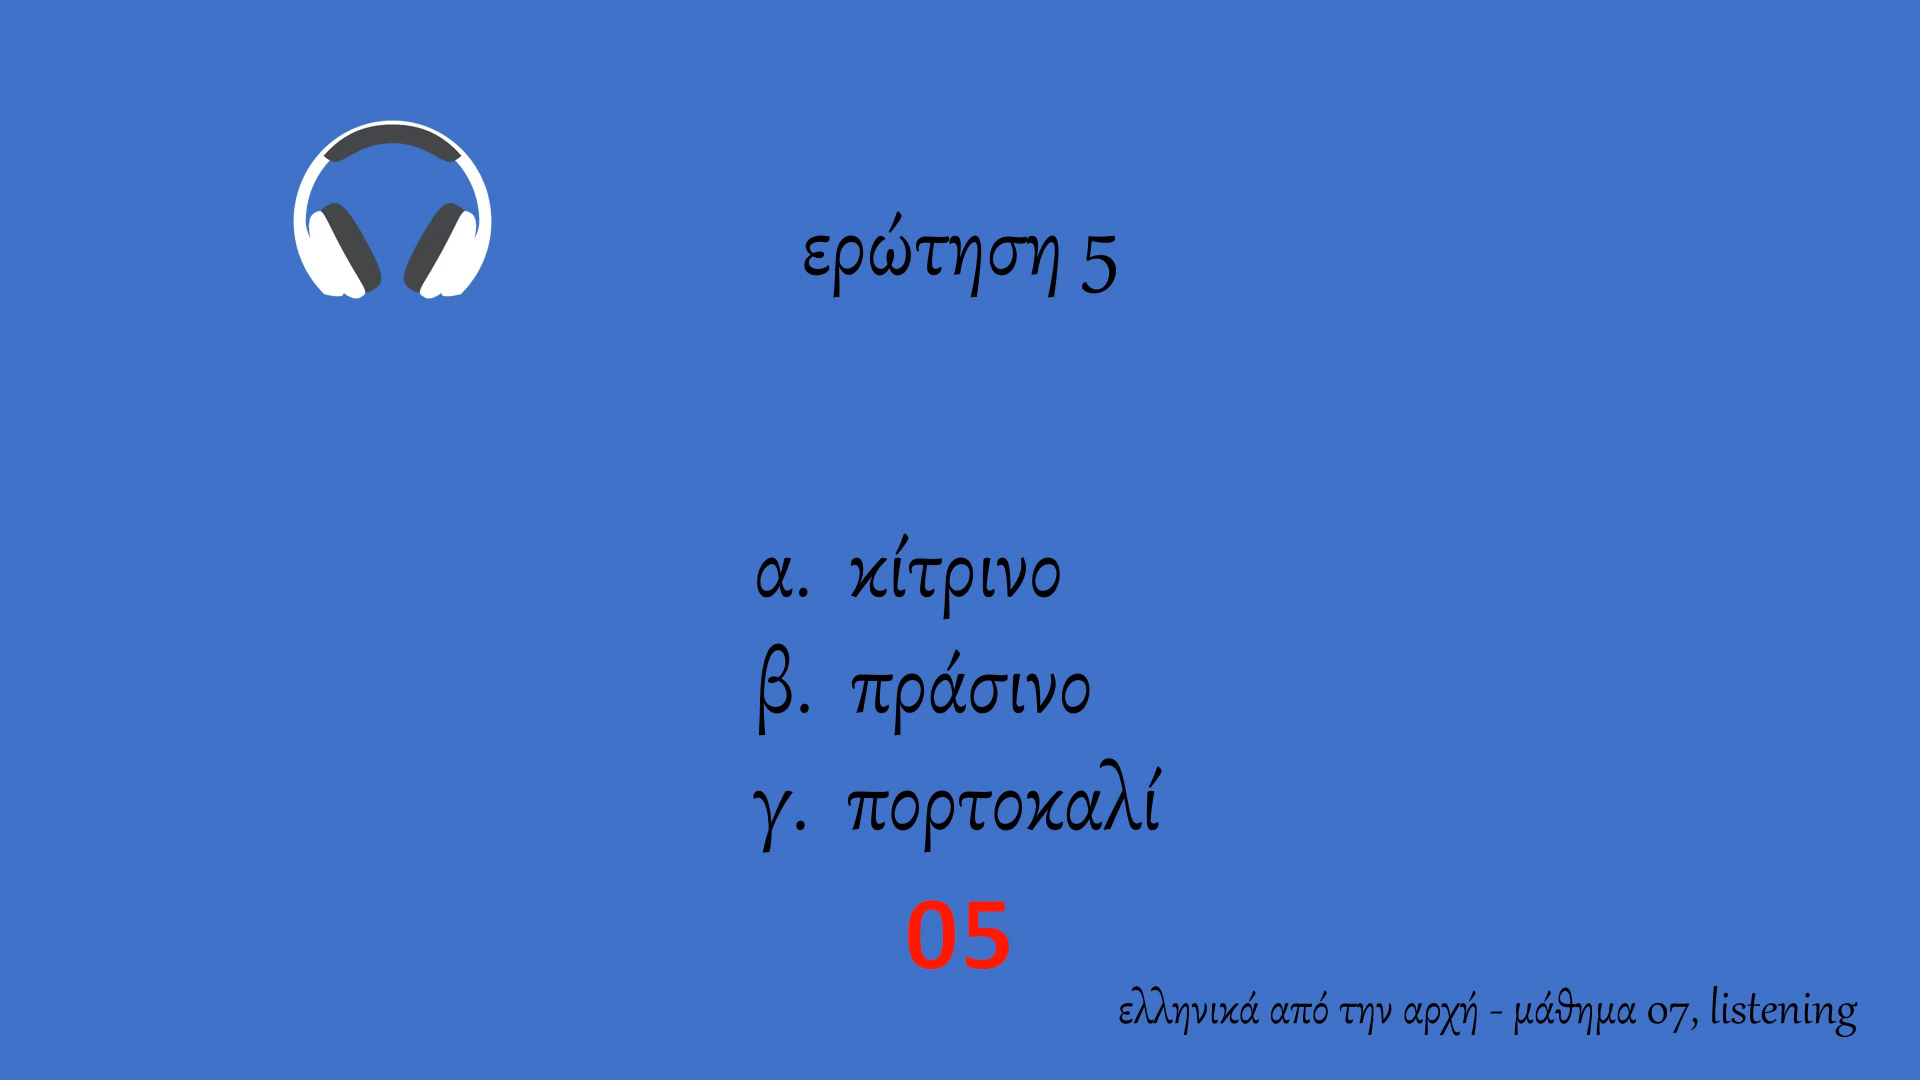 ερώτηση 5
α. κίτρινο
β. πράσινο
γ. πορτοκαλί
05
ελληνικά από την αρχή - μάθημα 07, listening